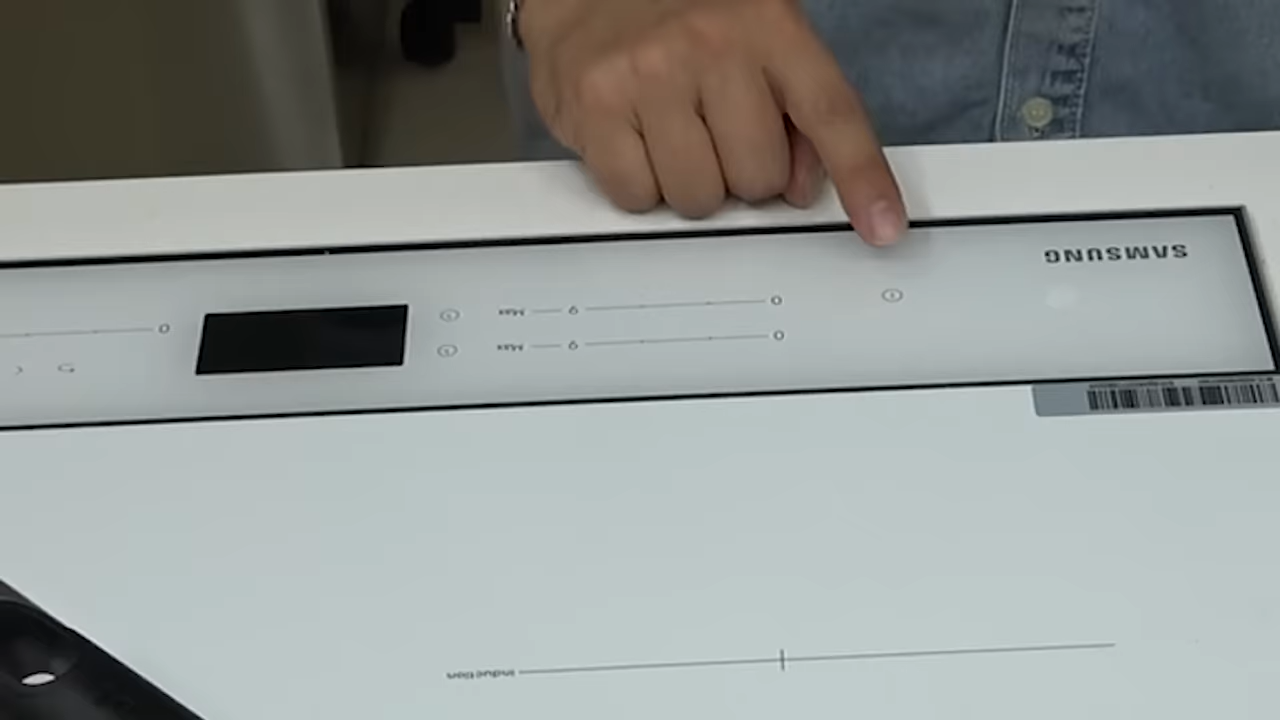 SAMSUNG
0 9 Max
0 9 Max
0
Induction